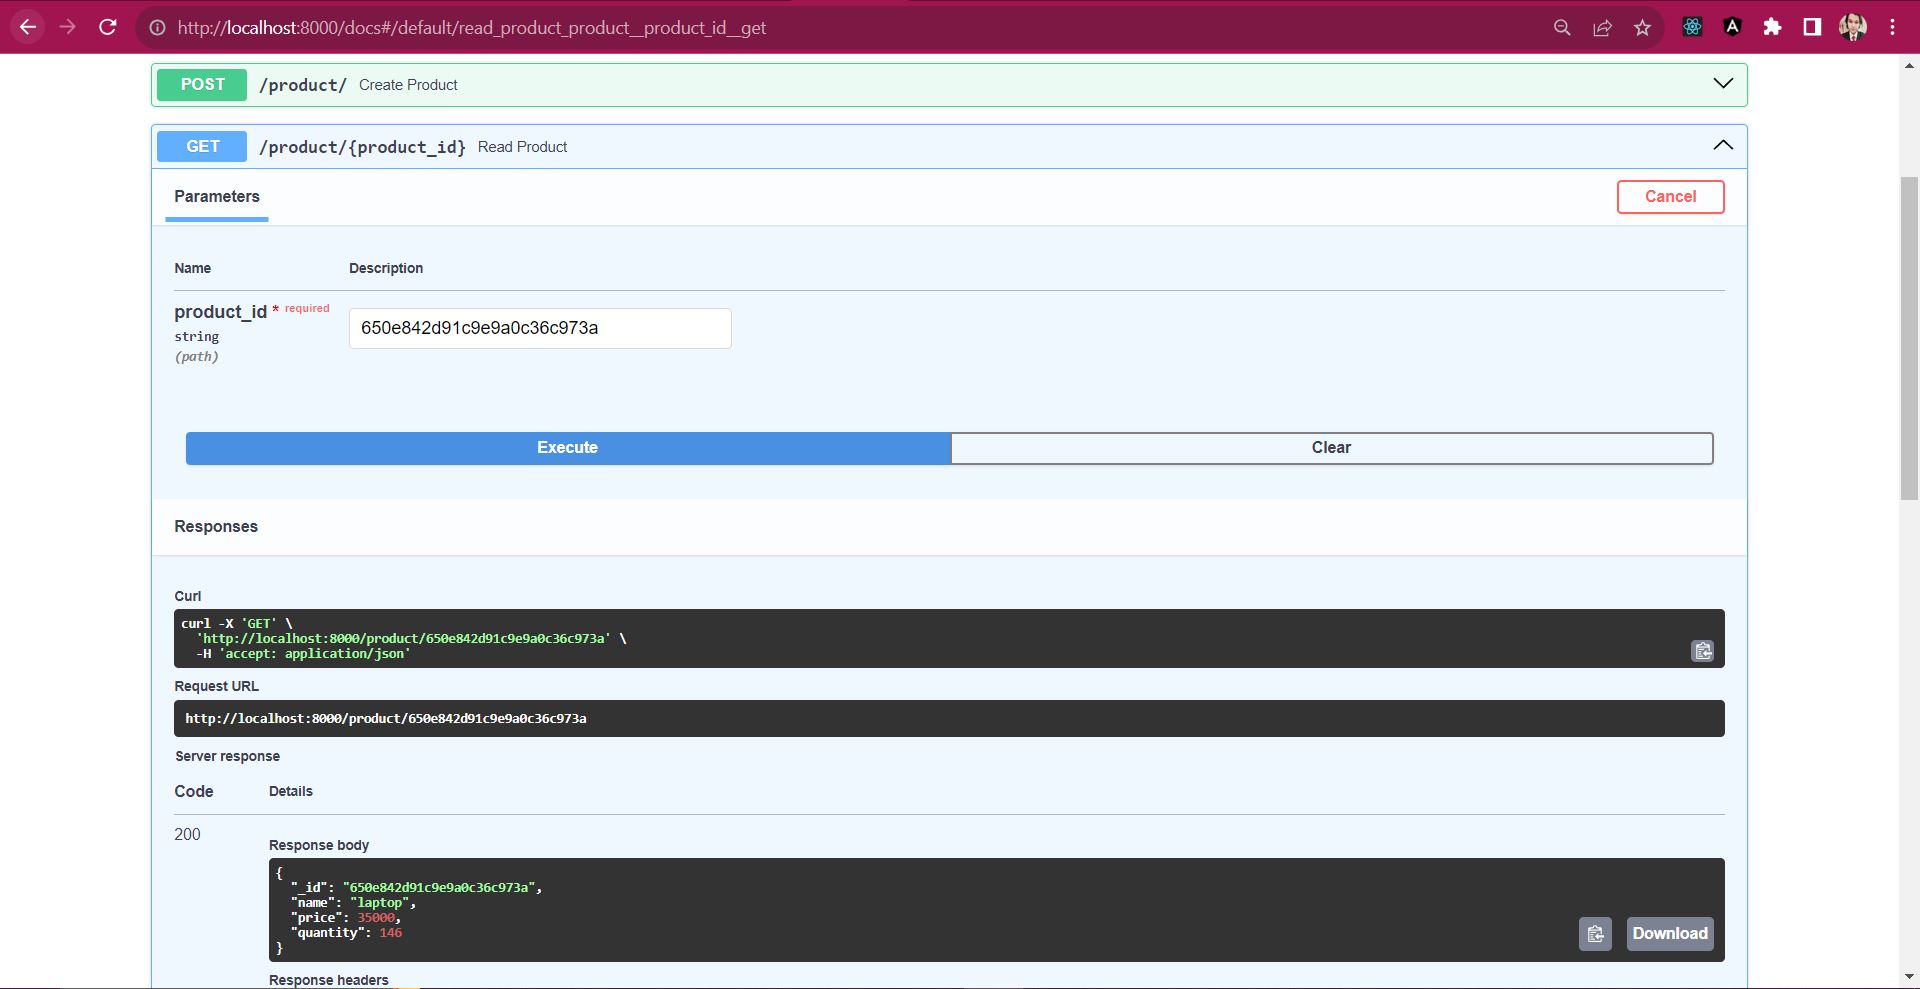 http://localhost:8000/docs#/default/read_product_product__product_id__get
POST /product/ Create Product
GET /product/{product_id} Read Product
Parameters
Cancel
Name Description
product_id * required
string
(path)
650e842d91c9e9a0c36c973a
Execute Clear
Responses
Curl
curl -X 'GET' \
  'http://localhost:8000/product/650e842d91c9e9a0c36c973a' \
  -H 'accept: application/json'
Request URL
http://localhost:8000/product/650e842d91c9e9a0c36c973a
Server response
Code Details
200
Response body
{
  "_id": "650e842d91c9e9a0c36c973a",
  "name": "laptop",
  "price": 35000,
  "quantity": 146
}
Download
Response headers